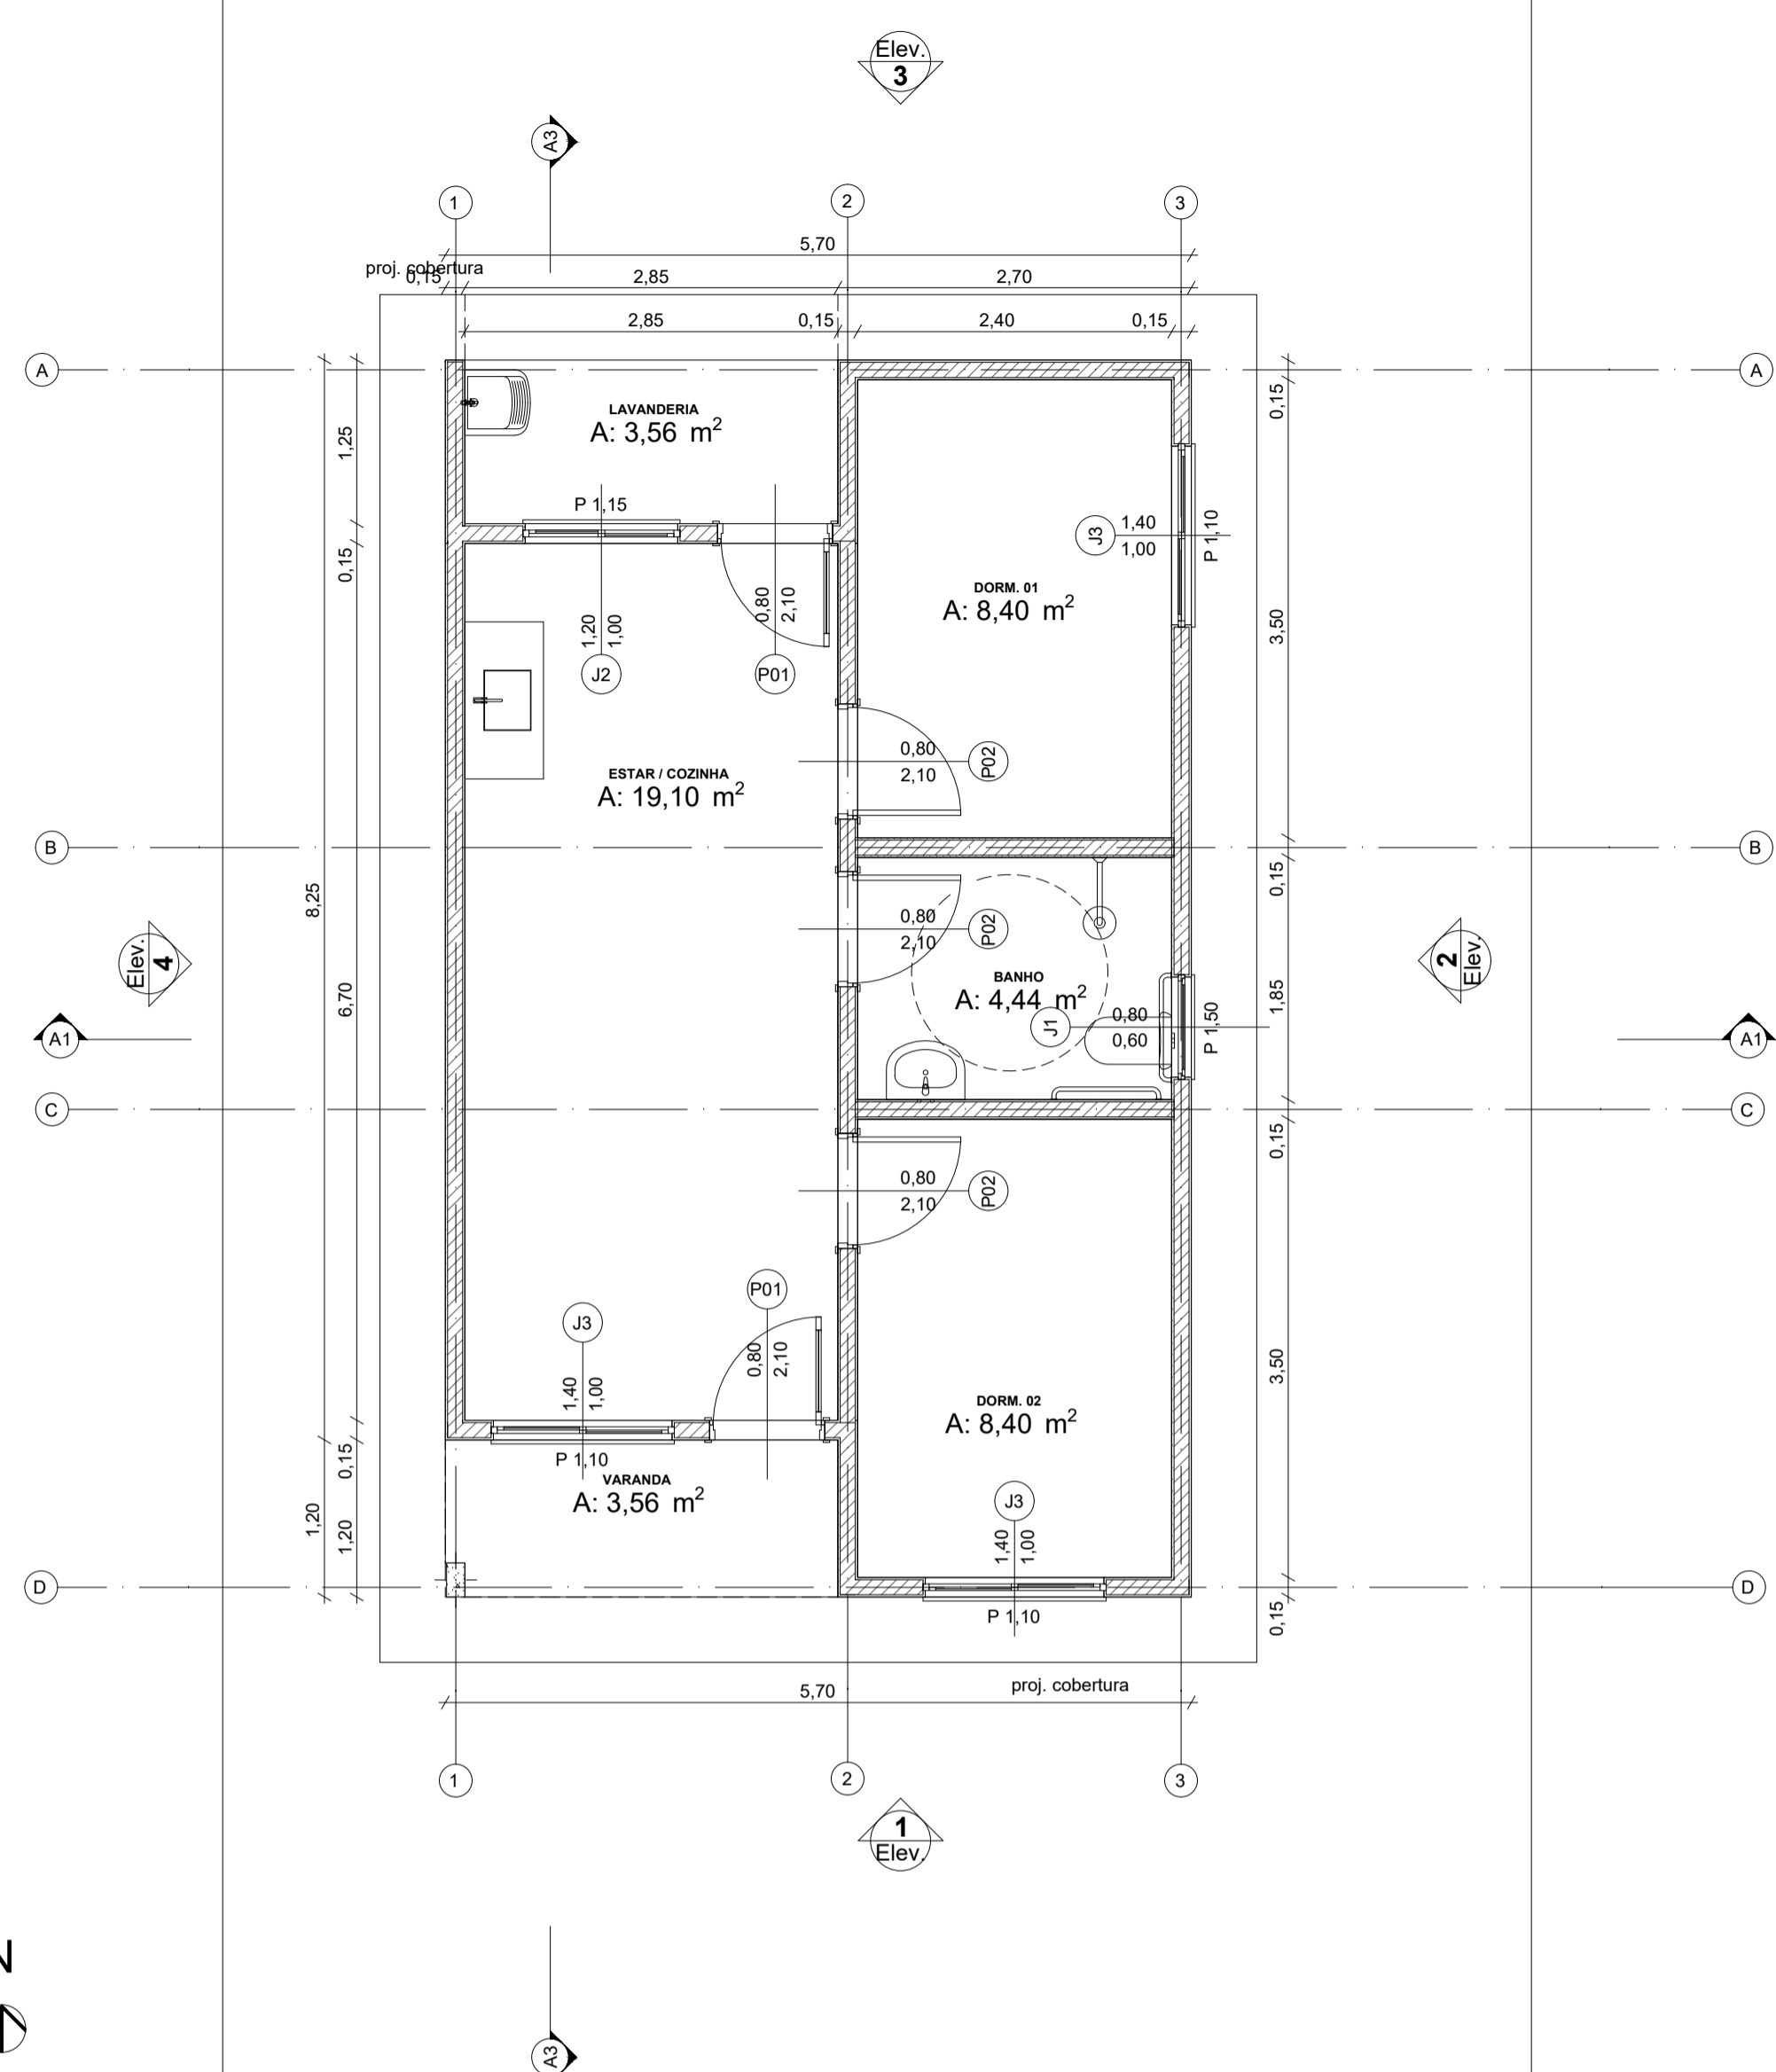 Elev.
3
A3
1
2
3
5,70
proj. cobertura
0,15
2,85
2,70
2,85
0,15
2,40
0,15
A
A
0,15
LAVANDERIA
A: 3,56 m²
1,25
P 1,15
J3
1,40
1,00
P 1,10
0,15
DORM. 01
A: 8,40 m²
0,80
2,10
1,20
1,00
3,50
J2
P01
0,80
2,10
P02
ESTAR / COZINHA
A: 19,10 m²
B
B
8,25
0,15
0,80
2,10
P02
Elev.
4
2
Elev.
BANHO
A: 4,44 m²
6,70
1,85
J1
0,80
0,60
P 1,50
A1
A1
C
C
0,15
0,80
2,10
P02
P01
J3
0,80
2,10
1,40
1,00
3,50
DORM. 02
A: 8,40 m²
P 1,10
0,15
VARANDA
A: 3,56 m²
J3
1,20
1,20
1,40
1,00
D
D
P 1,10
0,15
proj. cobertura
5,70
1
2
3
1
Elev.
N
A3